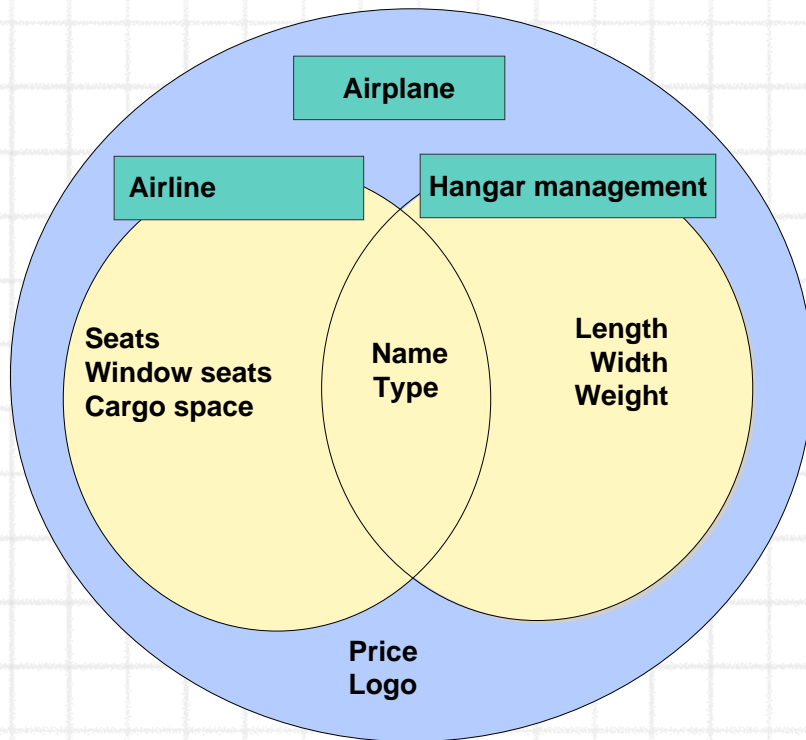 Airplane
Airline
Hangar management
Seats
Window seats
Cargo space
Name
Type
Length
Width
Weight
Price
Logo